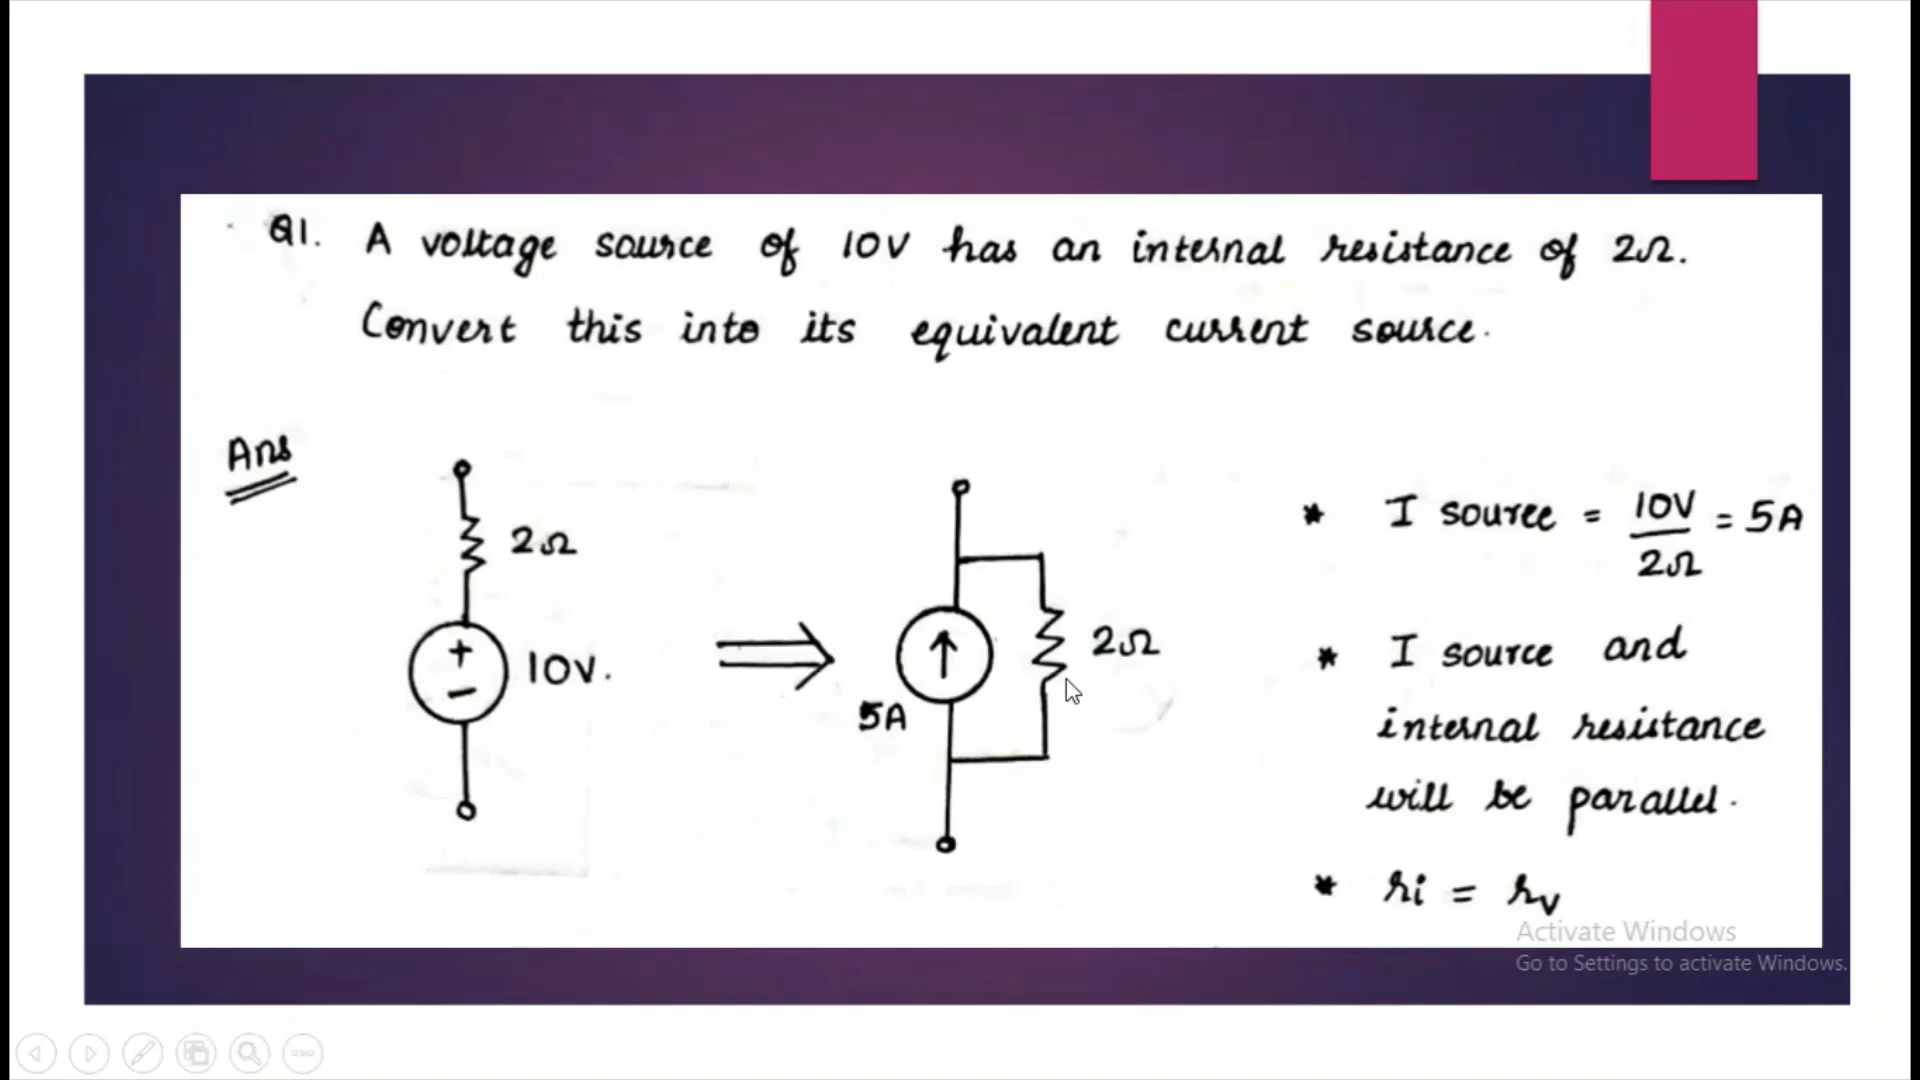 Q1. A voltage source of 10V has an internal resistance of 2Ω.
Convert this into its equivalent current source.
Ans
2Ω
+
-
10V.
2Ω
5A
* I source = 10V/2Ω = 5A
* I source and
internal resistance
will be parallel.
* ri = rv
Activate Windows
Go to Settings to activate Windows.